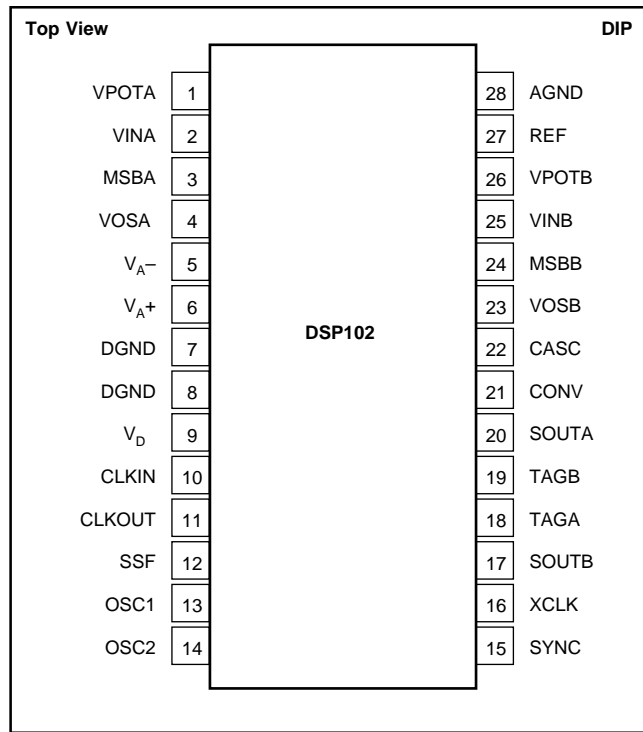 Top View DIP
VPOTA 1 28 AGND
VINA 2 27 REF
MSBA 3 26 VPOTB
VOSA 4 25 VINB
VA– 5 24 MSBB
VA+ 6 23 VOSB
DSP102
DGND 7 22 CASC
DGND 8 21 CONV
VD 9 20 SOUTA
CLKIN 10 19 TAGB
CLKOUT 11 18 TAGA
SSF 12 17 SOUTB
OSC1 13 16 XCLK
OSC2 14 15 SYNC